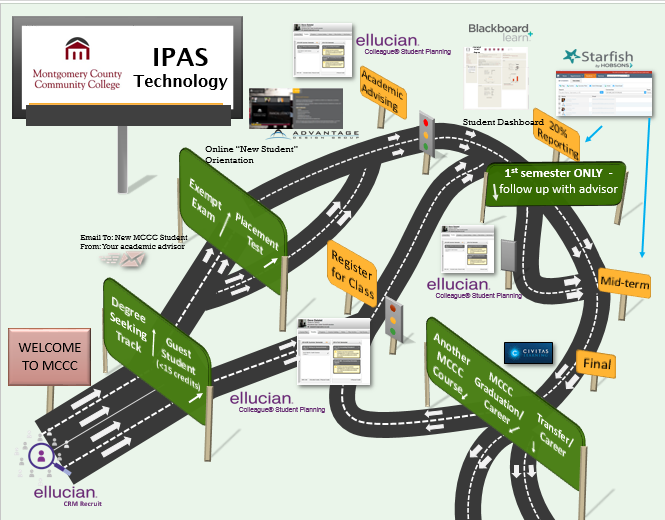 Montgomery County
Community College
IPAS
Technology
ellucian.
Colleague® Student Planning
Blackboard
learn+
Starfish
by HOBSONS
Academic
Advising
ADVANTAGE
DESIGN GROUP
Online "New Student"
Orientation
Student Dashboard
20%
Reporting
1st semester ONLY -
follow up with advisor
Exempt
Exam
Placement
Test
Email To: New MCCC Student
From: Your academic advisor
Register
for Class
ellucian.
Colleague® Student Planning
Mid-term
Degree
Seeking
Track
Guest
Student
(<15 credits)
WELCOME
TO MCCC
ellucian.
Colleague® Student Planning
CIVITAS
Final
Another
MCCC
Course
MCCC
Graduation/
Career
Transfer/
Career
ellucian.
CRM Recruit